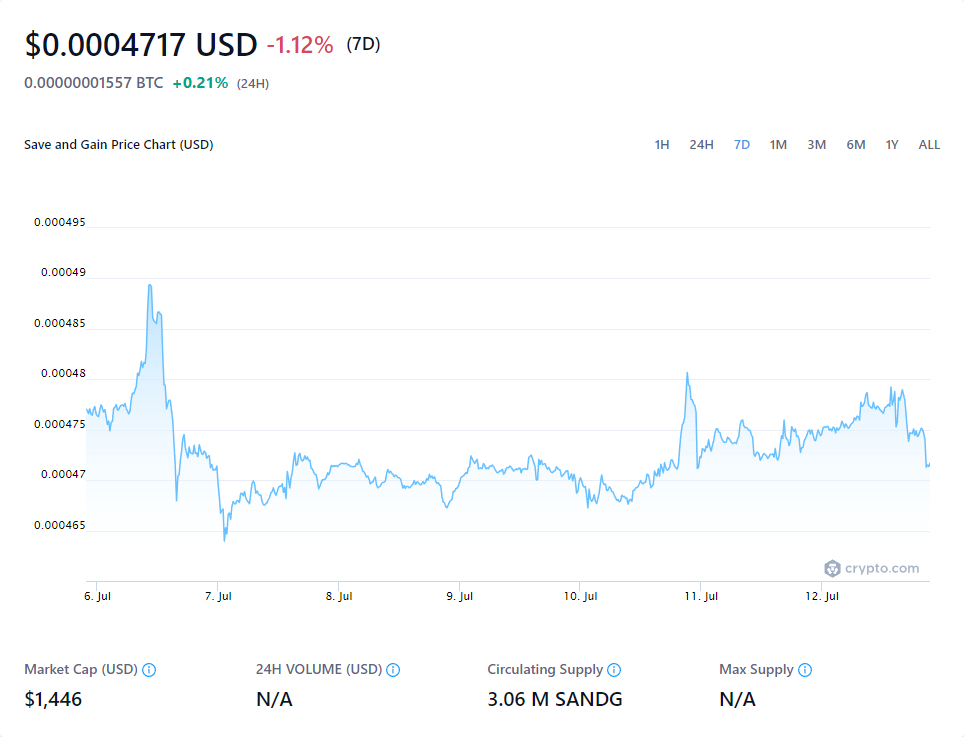 $0.0004717 USD -1.12% (7D)
0.00000001557 BTC +0.21% (24H)
Save and Gain Price Chart (USD) 1H 24H 7D 1M 3M 6M 1Y ALL
0.000495
0.00049
0.000485
0.00048
0.000475
0.00047
0.000465
crypto.com
6. Jul 7. Jul 8. Jul 9. Jul 10. Jul 11. Jul 12. Jul
Market Cap (USD) 24H VOLUME (USD) Circulating Supply Max Supply
$1,446 N/A 3.06 M SANDG N/A